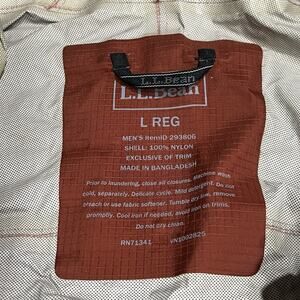 L.L.Bean
L.L.Bean
L REG
MEN'S ItemID 293806
SHELL: 100% NYLON
EXCLUSIVE OF TRIM
MADE IN BANGLADESH
Prior to laundering, close all closures. Machine wash
cold, separately. Delicate cycle. Mild detergent. Do not
bleach or use fabric softener. Tumble dry low, remove
promptly. Cool iron if needed, avoid iron on trims.
Do not dry clean.
RN71341 VN1002825